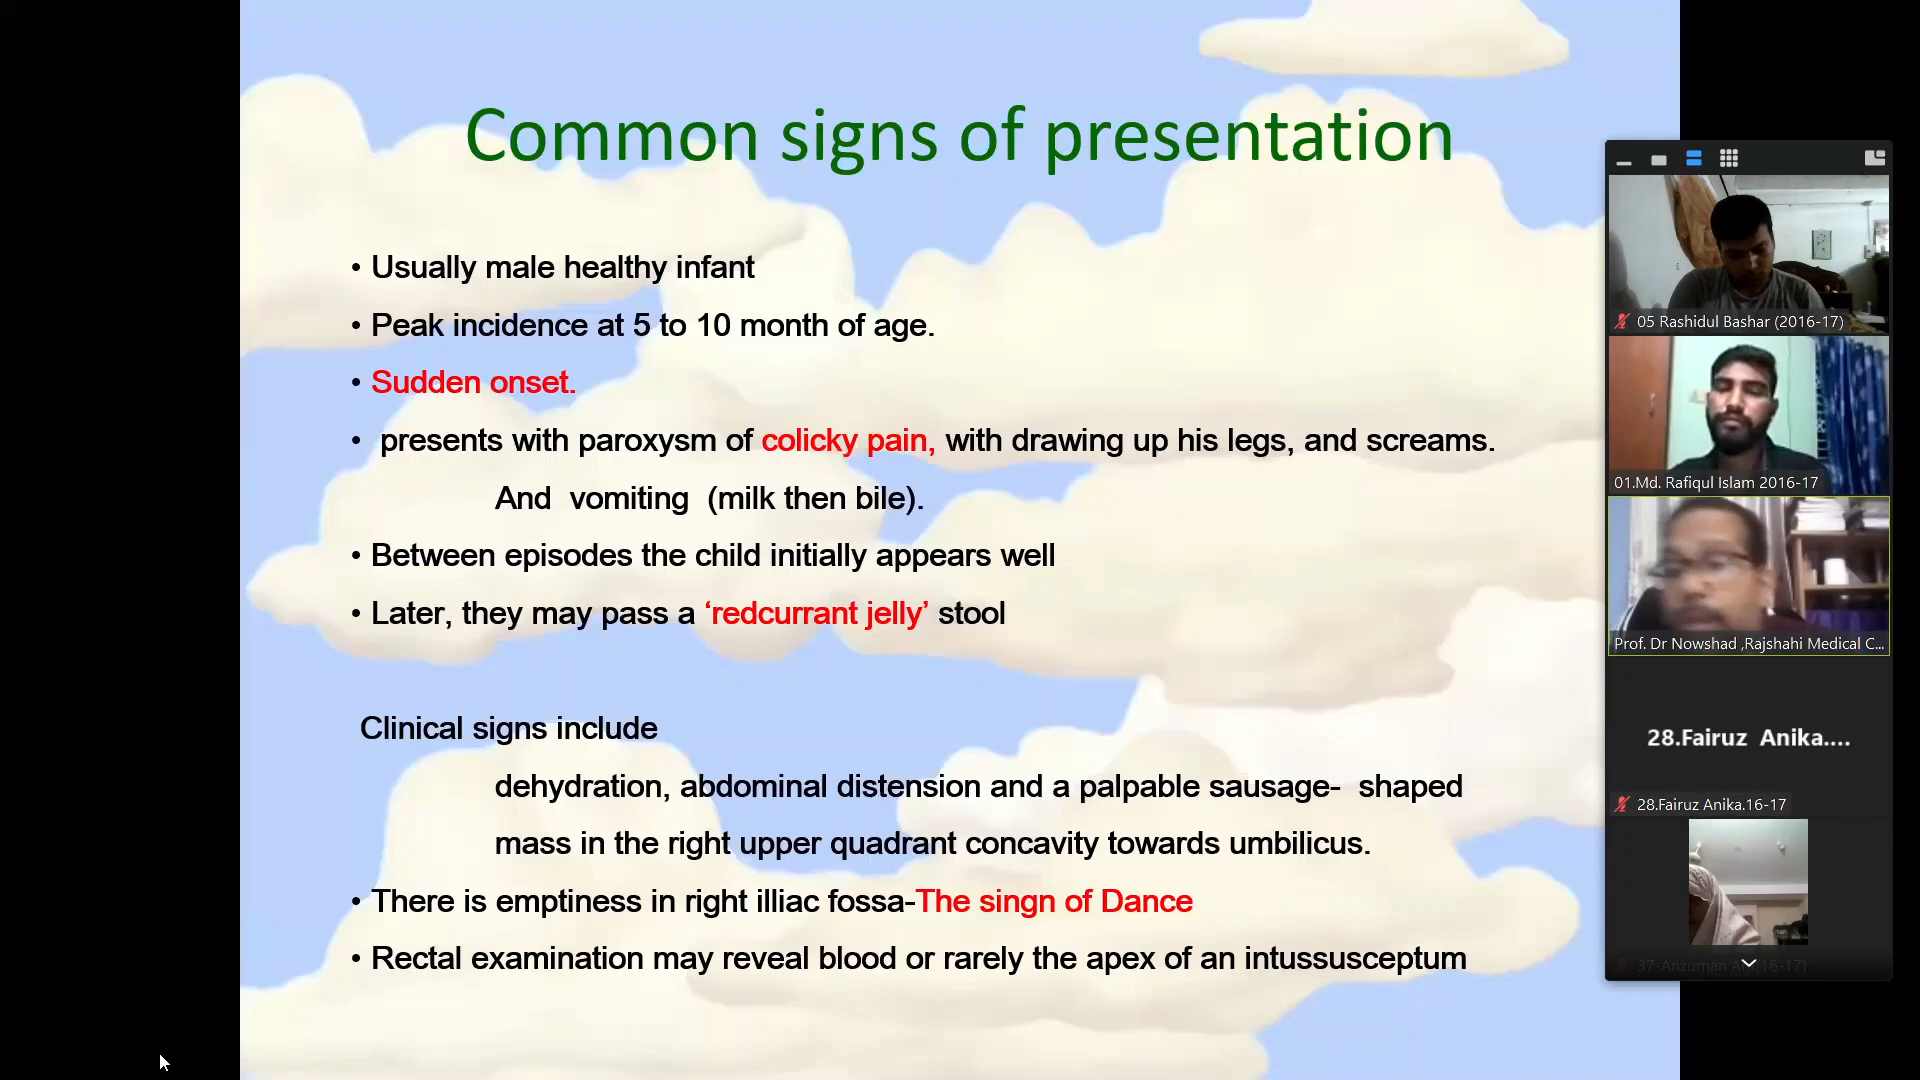 Common signs of presentation
• Usually male healthy infant
• Peak incidence at 5 to 10 month of age.
• Sudden onset.
• presents with paroxysm of colicky pain, with drawing up his legs, and screams.
And vomiting (milk then bile).
• Between episodes the child initially appears well
• Later, they may pass a ‘redcurrant jelly’ stool
Clinical signs include
dehydration, abdominal distension and a palpable sausage- shaped
mass in the right upper quadrant concavity towards umbilicus.
• There is emptiness in right illiac fossa-The singn of Dance
• Rectal examination may reveal blood or rarely the apex of an intussusceptum
05 Rashidul Bashar (2016-17)
01.Md. Rafiqul Islam 2016-17
Prof. Dr Nowshad ,Rajshahi Medical C...
28.Fairuz Anika....
28.Fairuz Anika.16-17
37-Anzuman (16-17)